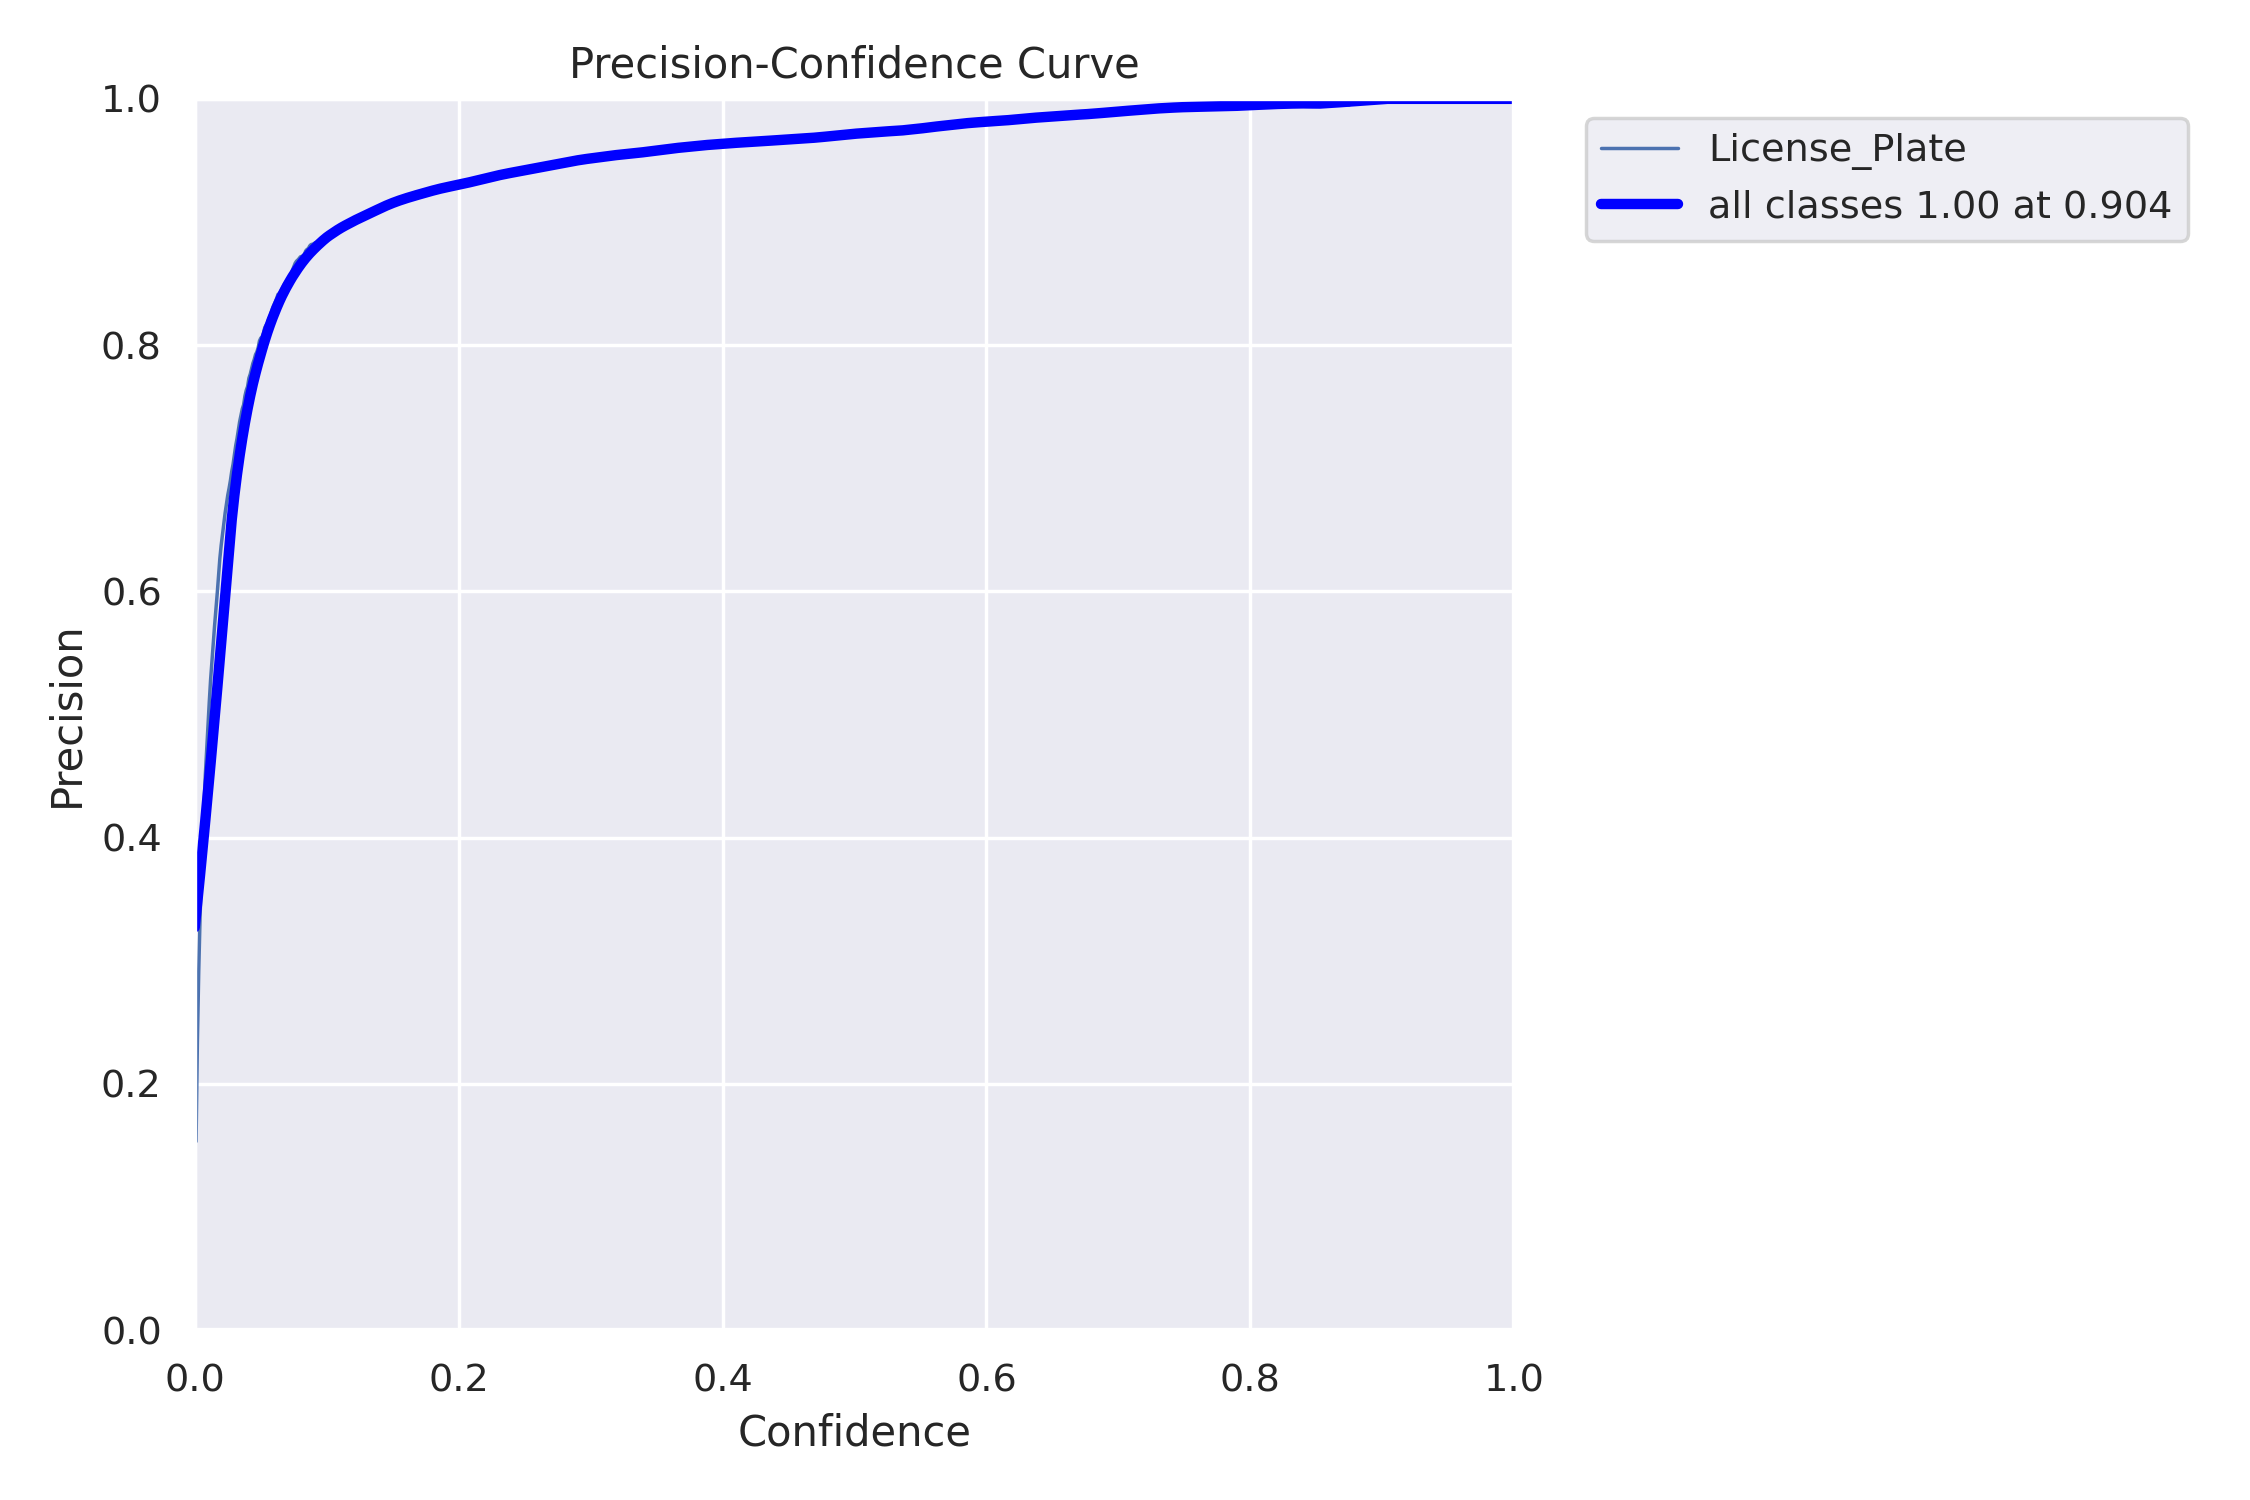 Precision-Confidence Curve
1.0
0.8
0.6
0.4
0.2
0.0
Precision
0.0 0.2 0.4 0.6 0.8 1.0
Confidence
License_Plate
all classes 1.00 at 0.904